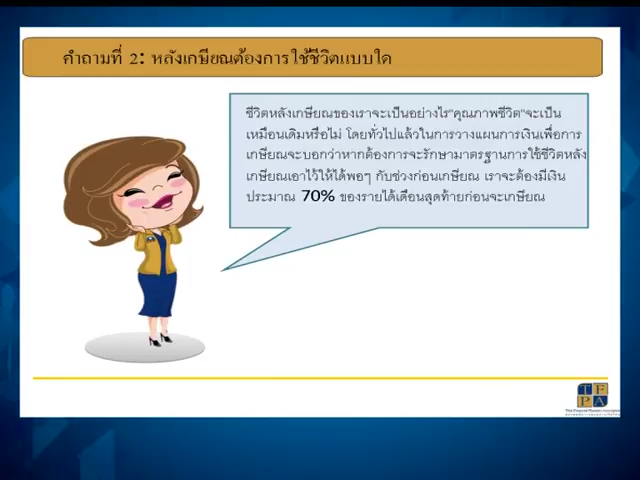 คำถามที่ 2: หลังเกษียณต้องการใช้ชีวิตแบบใด
ชีวิตหลังเกษียณของเราจะเป็นอย่างไร"คุณภาพชีวิต"จะเป็น
เหมือนเดิมหรือไม่ โดยทั่วไปแล้วในการวางแผนการเงินเพื่อการ
เกษียณจะบอกว่าหากต้องการจะรักษามาตรฐานการใช้ชีวิตหลัง
เกษียณเอาไว้ให้ได้พอๆ กับช่วงก่อนเกษียณ เราจะต้องมีเงิน
ประมาณ 70% ของรายได้เดือนสุดท้ายก่อนจะเกษียณ
TF
PA